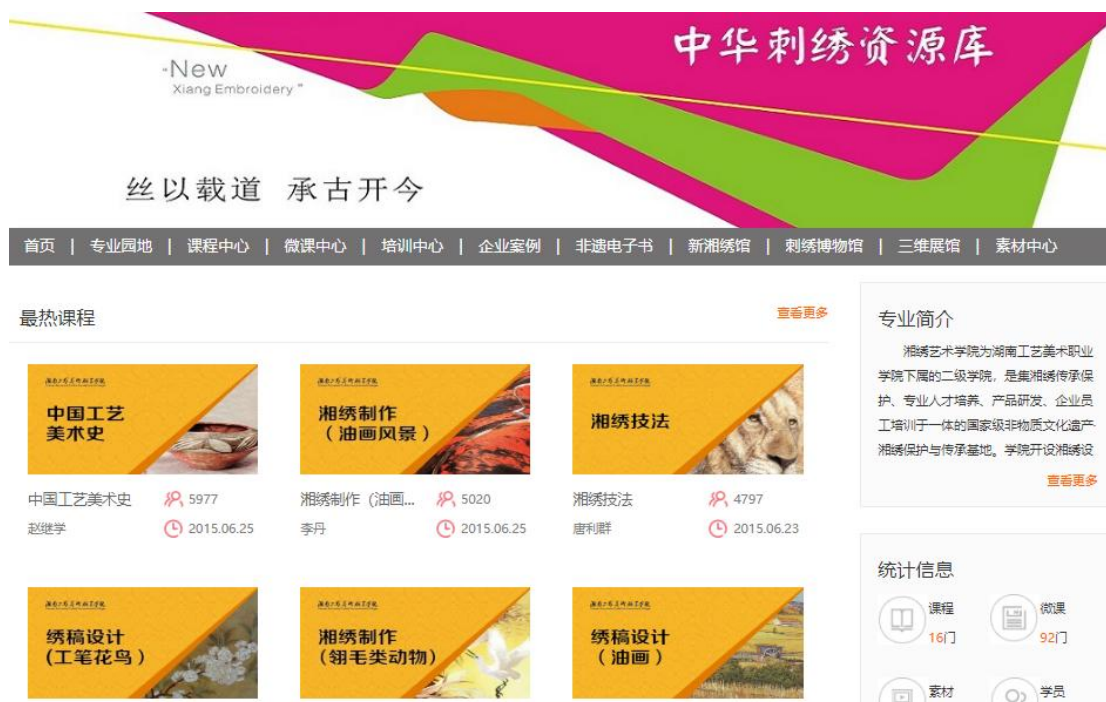 中华刺绣资源库
"New
Xiang Embroidery"
丝以载道 承古开今
首页 | 专业园地 | 课程中心 | 微课中心 | 培训中心 | 企业案例 | 非遗电子书 | 新湘绣馆 | 刺绣博物馆 | 三维展馆 | 素材中心
最热课程
查看更多
中国工艺
美术史
中国工艺美术史 5977
赵继学 2015.06.25
湘绣制作
（油画风景）
湘绣制作（油画... 5020
李丹 2015.06.25
湘绣技法
湘绣技法 4797
唐利群 2015.06.23
绣稿设计
(工笔花鸟)
湘绣制作
(翎毛类动物)
绣稿设计
（油画）
专业简介
湘绣艺术学院为湖南工艺美术职业
学院下属的二级学院，是集湘绣传承保
护、专业人才培养、产品研发、企业员
工培训于一体的国家级非物质文化遗产
湘绣保护与传承基地。学院开设湘绣设
查看更多
统计信息
课程
16门
微课
92门
素材
学员